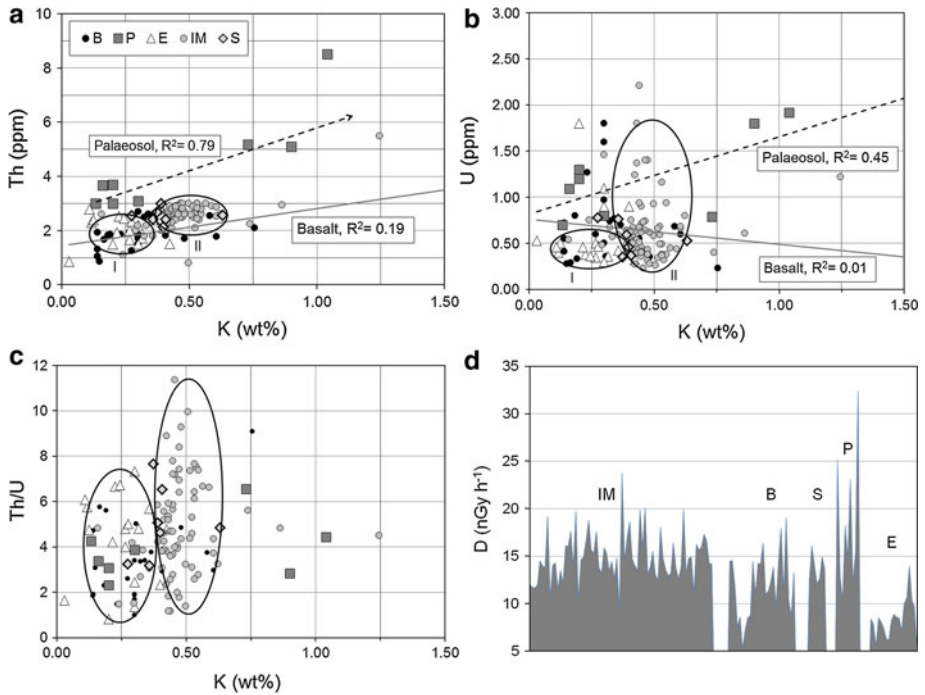 a
B P E IM S
10
8
6
4
2
0
Th (ppm)
Palaeosol, R²= 0.79
Basalt, R²= 0.19
I
II
0.00 0.50 1.00 1.50
K (wt%)
b
3.00
2.50
2.00
1.50
1.00
0.50
0.00
U (ppm)
Palaeosol, R²= 0.45
Basalt, R²= 0.01
I
II
0.00 0.50 1.00 1.50
K (wt%)
c
12
10
8
6
4
2
0
Th/U
0.00 0.50 1.00 1.50
K (wt%)
d
35
30
25
20
15
10
5
D (nGy h⁻¹)
IM
B
S
P
E